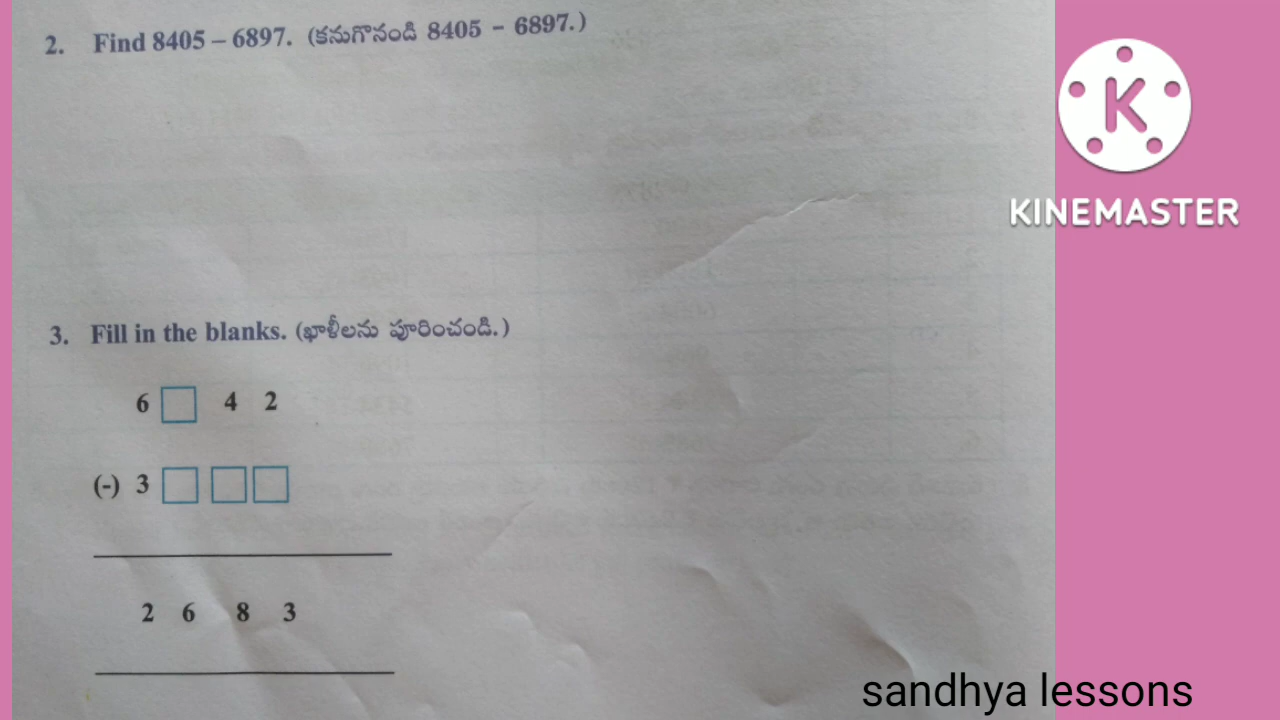 2. Find 8405 – 6897. (కనుగొనండి 8405 – 6897.)
KINEMASTER
3. Fill in the blanks. (ఖాళీలను పూరించండి.)
6 □ 4 2
(-) 3 □ □ □
2 6 8 3
sandhya lessons